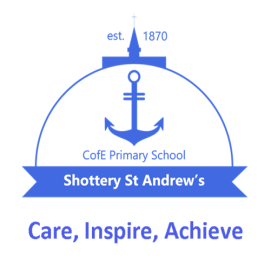 est. 1870
CofE Primary School
Shottery St Andrew's
Care, Inspire, Achieve